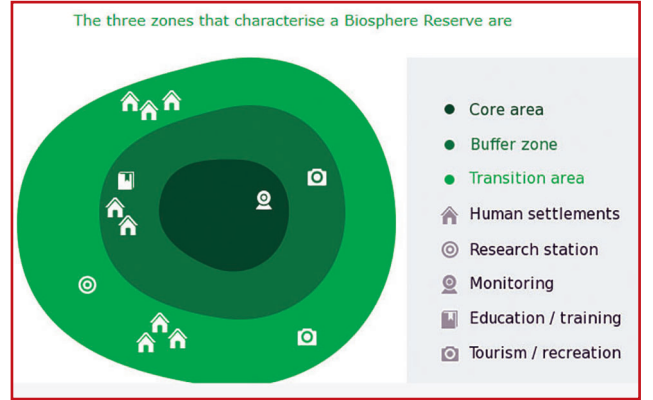 The three zones that characterise a Biosphere Reserve are
Core area
Buffer zone
Transition area
Human settlements
Research station
Monitoring
Education / training
Tourism / recreation